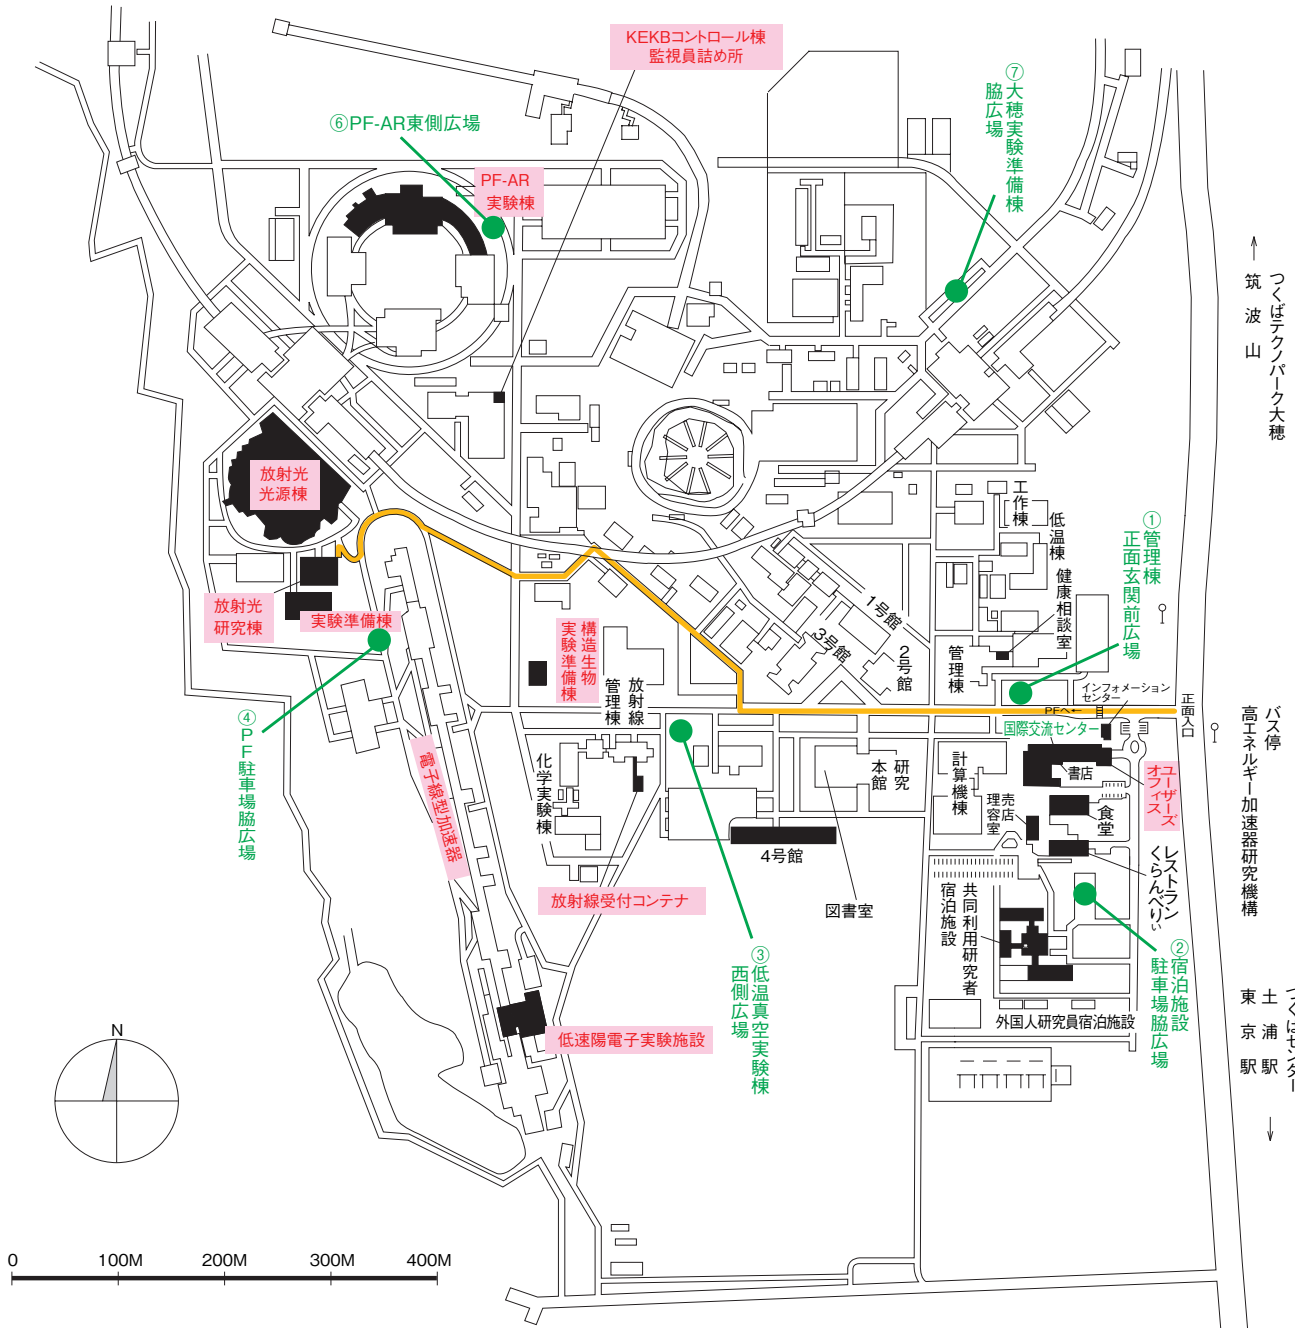 KEKBコントロール棟
監視員詰め所
⑦大穂実験準備棟
脇広場
⑥PF-AR東側広場
PF-AR
実験棟
つくばテクノパーク大穂
筑波山
放射光
光源棟
工作棟
低温棟
健康相談室
①管理棟
正面玄関前広場
放射光
研究棟
実験準備棟
構造生物
実験準備棟
放射線
管理棟
1号館
3号館
2号館
管理棟
インフォメーション
センター
PFへ←
正面入口
国際交流センター
バス停
高エネルギー加速器研究機構
④PF駐車場脇広場
電子線型加速器
化学実験棟
研究
本館
計算機棟
書店
ユーザーズ
オフィス
売店
理容室
食堂
4号館
レストラン
くらんべりぃ
放射線受付コンテナ
図書室
共同利用研究者
宿泊施設
③低温真空実験棟
西側広場
②宿泊施設
駐車場脇広場
外国人研究員宿泊施設
低速陽電子実験施設
つくばセンター
土浦駅
東京駅
N
0 100M 200M 300M 400M